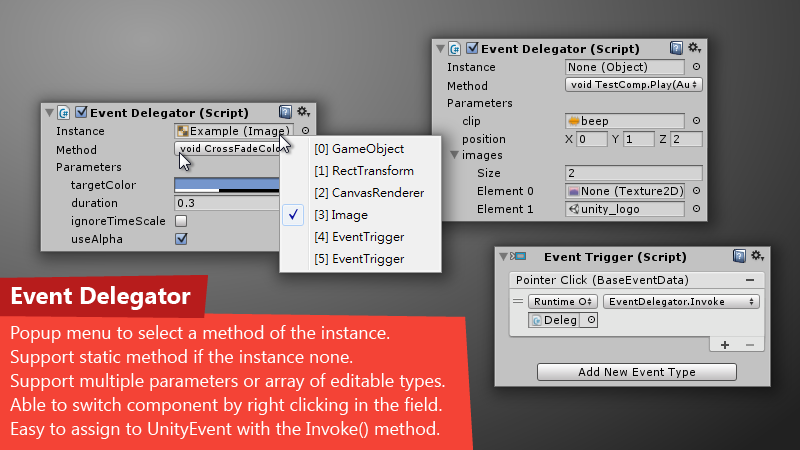 Event Delegator (Script)
Instance
Example (Image)
Method
void CrossFadeColo
Parameters
targetColor
duration
0.3
ignoreTimeScale
useAlpha
[0] GameObject
[1] RectTransform
[2] CanvasRenderer
[3] Image
[4] EventTrigger
[5] EventTrigger
Event Delegator (Script)
Instance
None (Object)
Method
void TestComp.Play(Au
Parameters
clip
beep
position
X 0 Y 1 Z 2
images
Size
2
Element 0
None (Texture2D)
Element 1
unity_logo
Event Trigger (Script)
Pointer Click (BaseEventData)
Runtime O
EventDelegator.Invoke
Deleg
Add New Event Type
Event Delegator
Popup menu to select a method of the instance.
Support static method if the instance none.
Support multiple parameters or array of editable types.
Able to switch component by right clicking in the field.
Easy to assign to UnityEvent with the Invoke() method.